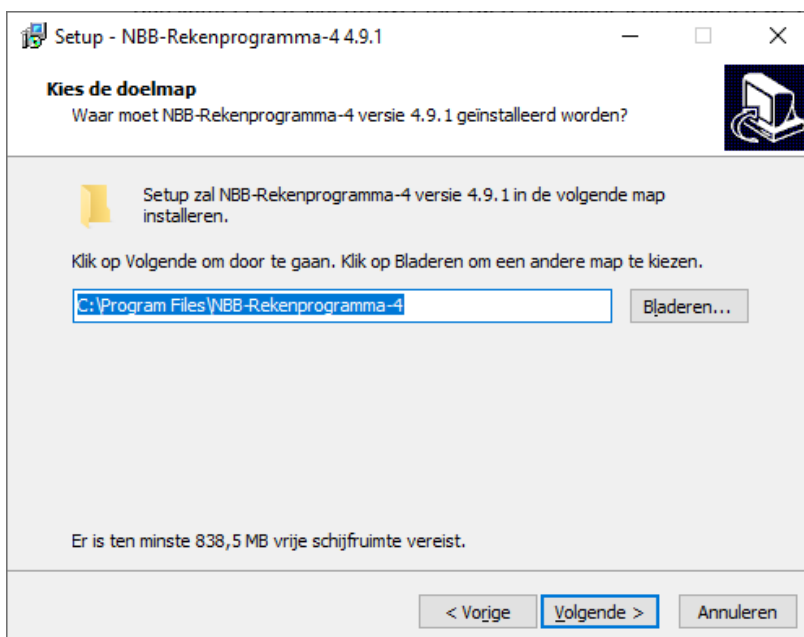 Setup - NBB-Rekenprogramma-4 4.9.1
Kies de doelmap
Waar moet NBB-Rekenprogramma-4 versie 4.9.1 geïnstalleerd worden?
Setup zal NBB-Rekenprogramma-4 versie 4.9.1 in de volgende map
installeren.
Klik op Volgende om door te gaan. Klik op Bladeren om een andere map te kiezen.
C:\Program Files\NBB-Rekenprogramma-4
Bladeren...
Er is ten minste 838,5 MB vrije schijfruimte vereist.
< Vorige
Volgende >
Annuleren